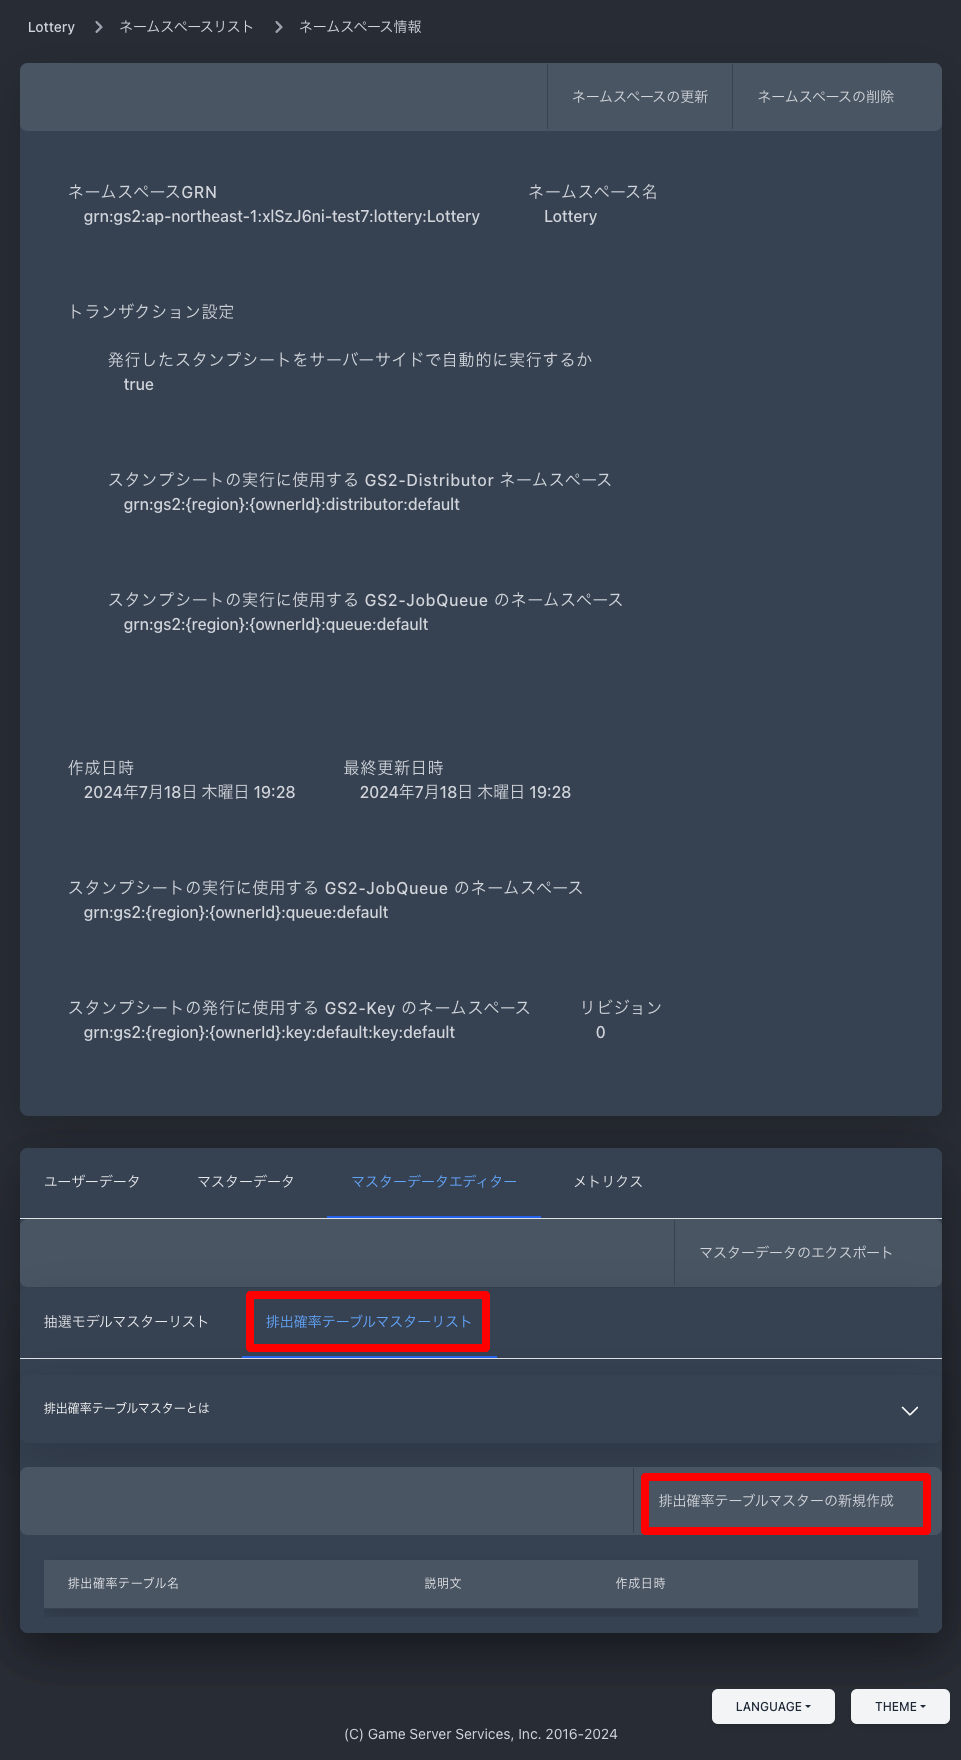 Lottery > ネームスペースリスト > ネームスペース情報
ネームスペースの更新 ネームスペースの削除
ネームスペースGRN ネームスペース名
grn:gs2:ap-northeast-1:xlSzJ6ni-test7:lottery:Lottery Lottery
トランザクション設定
発行したスタンプシートをサーバーサイドで自動的に実行するか
true
スタンプシートの実行に使用する GS2-Distributor ネームスペース
grn:gs2:{region}:{ownerId}:distributor:default
スタンプシートの実行に使用する GS2-JobQueue のネームスペース
grn:gs2:{region}:{ownerId}:queue:default
作成日時 最終更新日時
2024年7月18日 木曜日 19:28 2024年7月18日 木曜日 19:28
スタンプシートの実行に使用する GS2-JobQueue のネームスペース
grn:gs2:{region}:{ownerId}:queue:default
スタンプシートの発行に使用する GS2-Key のネームスペース リビジョン
grn:gs2:{region}:{ownerId}:key:default:key:default 0
ユーザーデータ マスターデータ マスターデータエディター メトリクス
マスターデータのエクスポート
抽選モデルマスターリスト 排出確率テーブルマスターリスト
排出確率テーブルマスターとは
排出確率テーブルマスターの新規作成
排出確率テーブル名 説明文 作成日時
LANGUAGE THEME
(C) Game Server Services, Inc. 2016-2024